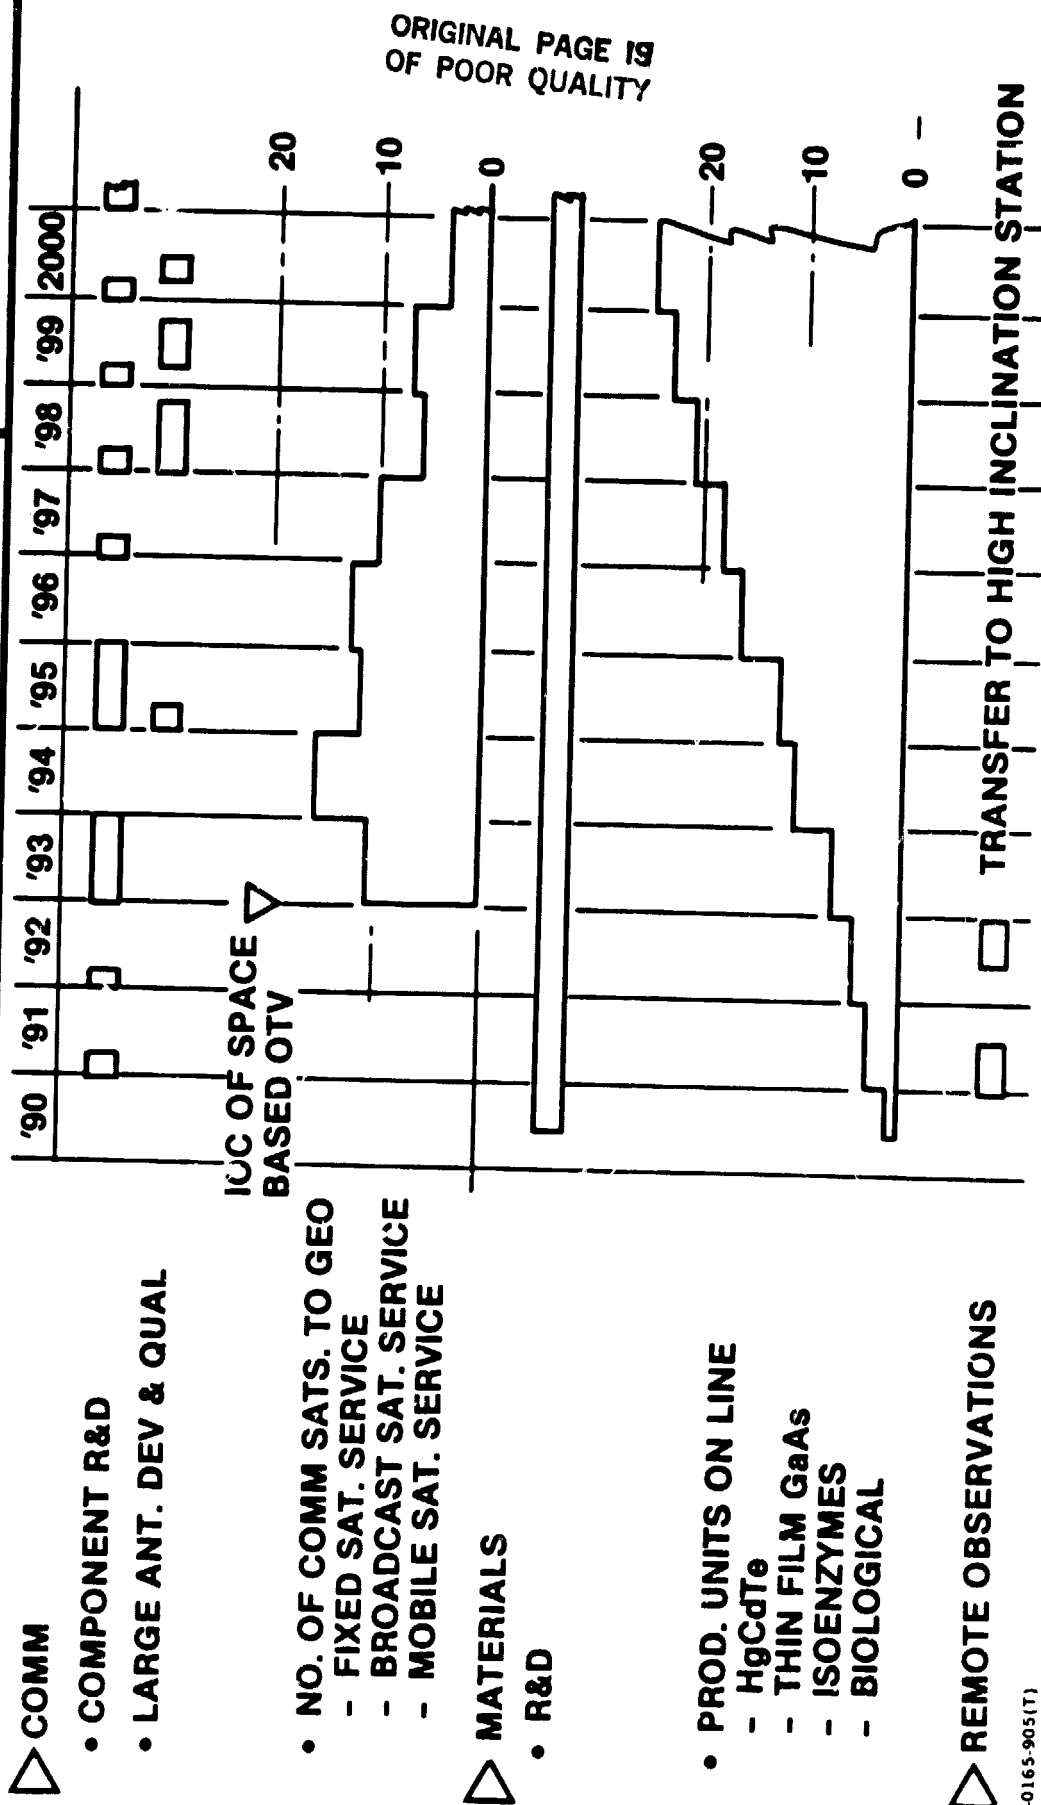 ORIGINAL PAGE IS
OF POOR QUALITY
'90 '91 '92 '93 '94 '95 '96 '97 '98 '99 2000
▷ COMM
• COMPONENT R&D
• LARGE ANT. DEV & QUAL
IOC OF SPACE
BASED OTV
• NO. OF COMM SATS. TO GEO
– FIXED SAT. SERVICE
– BROADCAST SAT. SERVICE
– MOBILE SAT. SERVICE
20
10
0
▷ MATERIALS
• R&D
• PROD. UNITS ON LINE
– HgCdTe
– THIN FILM GaAs
– ISOENZYMES
– BIOLOGICAL
20
10
0
▷ REMOTE OBSERVATIONS
TRANSFER TO HIGH INCLINATION STATION
-0165-905(T)